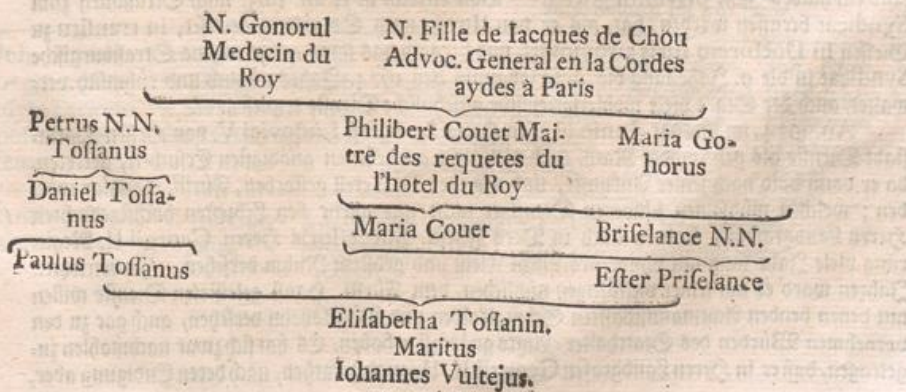 N. Gonorul
Medecin du
Roy
N. Fille de Iacques de Chou
Advoc. General en la Cordes
aydes à Paris
Petrus N.N.
Toſſanus
Philibert Couet Mai-
tre des requetes du
l'hotel du Roy
Maria Go-
horus
Daniel Toſſa-
nus
Maria Couet
Briſelance N.N.
Paulus Toſſanus
Eſter Priſelance
Eliſabetha Toſſanin,
Maritus
Iohannes Vultejus.